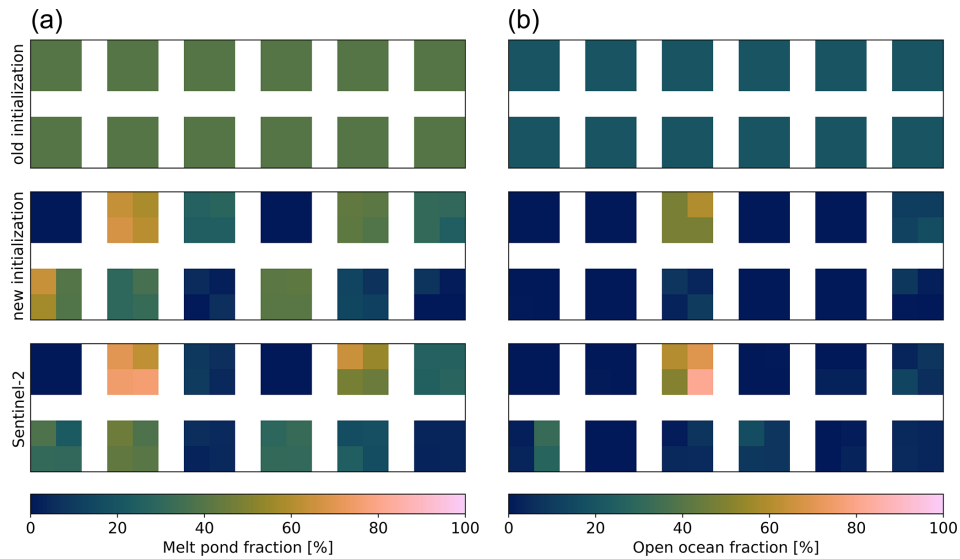 (a)
(b)
old initialization
new initialization
Sentinel-2
0 20 40 60 80 100
Melt pond fraction [%]
0 20 40 60 80 100
Open ocean fraction [%]